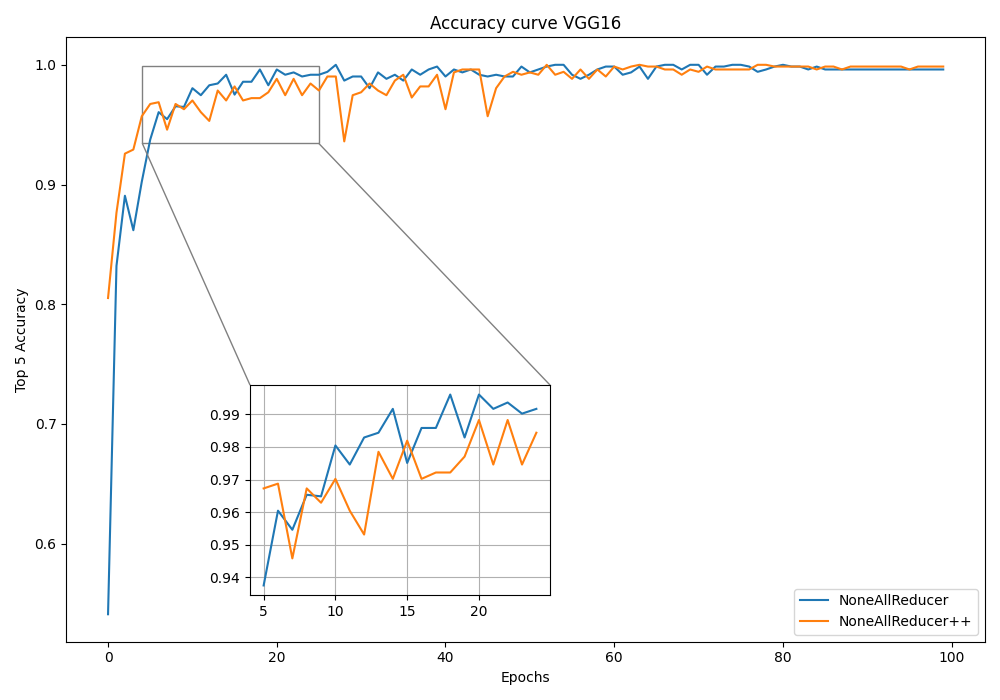 Accuracy curve VGG16
Top 5 Accuracy
1.0
0.9
0.8
0.7
0.6
0.99
0.98
0.97
0.96
0.95
0.94
5 10 15 20
NoneAllReducer
NoneAllReducer++
0 20 40 60 80 100
Epochs